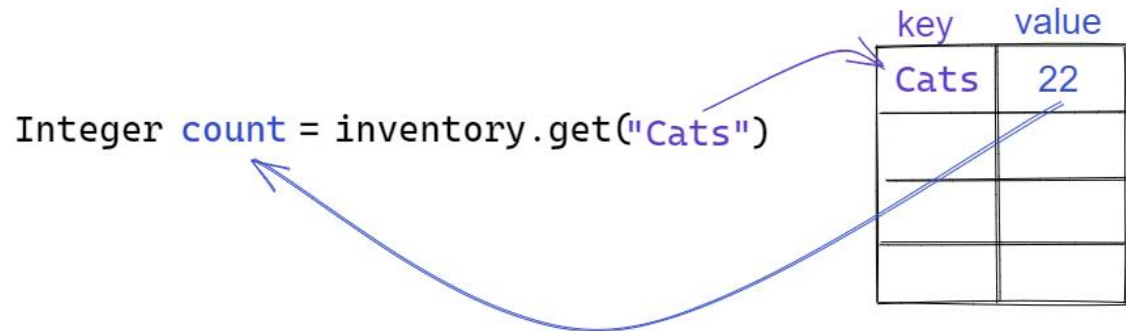 key value
Cats 22
Integer count = inventory.get("Cats")